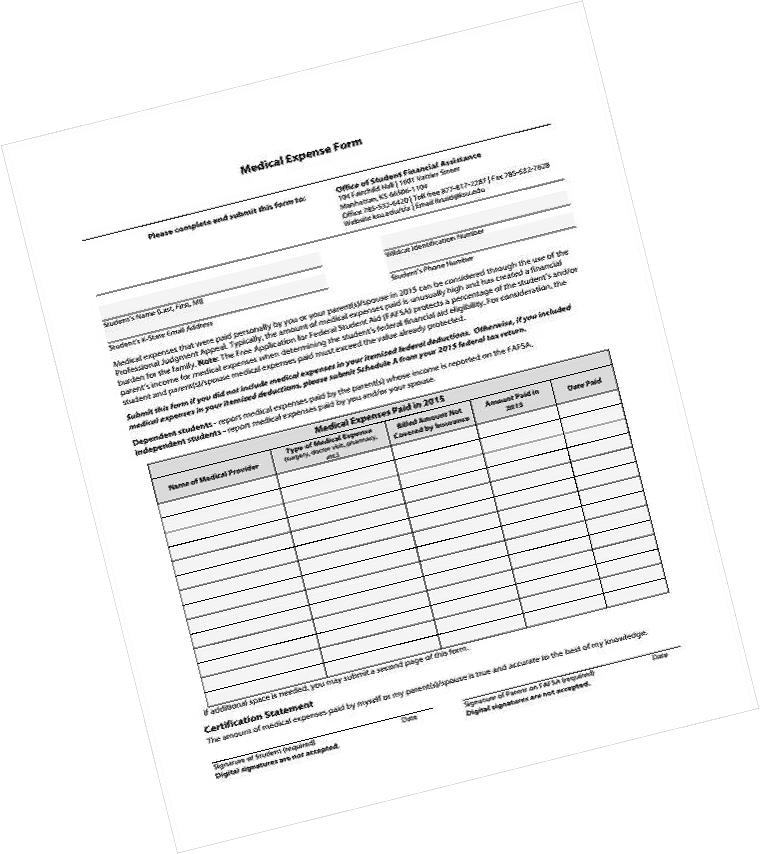 Medical Expense Form
Please complete and submit this form to:
Office of Student Financial Assistance
104 Fairchild Hall | 1601 Vattier Street
Manhattan, KS 66506-1104
Office 785-532-6420 | Toll free 877-817-2287 | Fax 785-532-7628
Website ksu.edu/sfa | Email
Wildcat Identification Number
Student's Name (Last, First, MI)
Student's Phone Number
Student's K-State Email Address
Medical expenses that were paid personally by you or your parent(s)/spouse in 2015 can be considered through the use of the
Professional Judgment Appeal. Typically, the amount of medical expenses paid is unusually high and has created a financial
burden for the family. Note: The Free Application for Federal Student Aid (FAFSA) protects a percentage of the student's and/or
parent's income for medical expenses when determining the student's federal financial aid eligibility. For consideration, the
student and parent(s)/spouse medical expenses paid must exceed the value already protected.
Submit this form if you did not include medical expenses in your itemized federal deductions. Otherwise, if you included
medical expenses in your itemized deductions, please submit Schedule A from your 2015 federal tax return.
Dependent students - report medical expenses paid by the parent(s) whose income is reported on the FAFSA.
Independent students - report medical expenses paid by you and/or your spouse.
Medical Expenses Paid in 2015
Name of Medical Provider
Type of Medical Expense
(surgery, doctor visit, pharmacy,
etc.)
Billed Amount Not
Covered by Insurance
Amount Paid in
2015
Date Paid
If additional space is needed, you may submit a second page of this form.
Certification Statement
The amount of medical expenses paid by myself or my parent(s)/spouse is true and accurate to the best of my knowledge.
Signature of Student (required)
Date
Digital signatures are not accepted.
Signature of Parent on FAFSA (required)
Date
Digital signatures are not accepted.